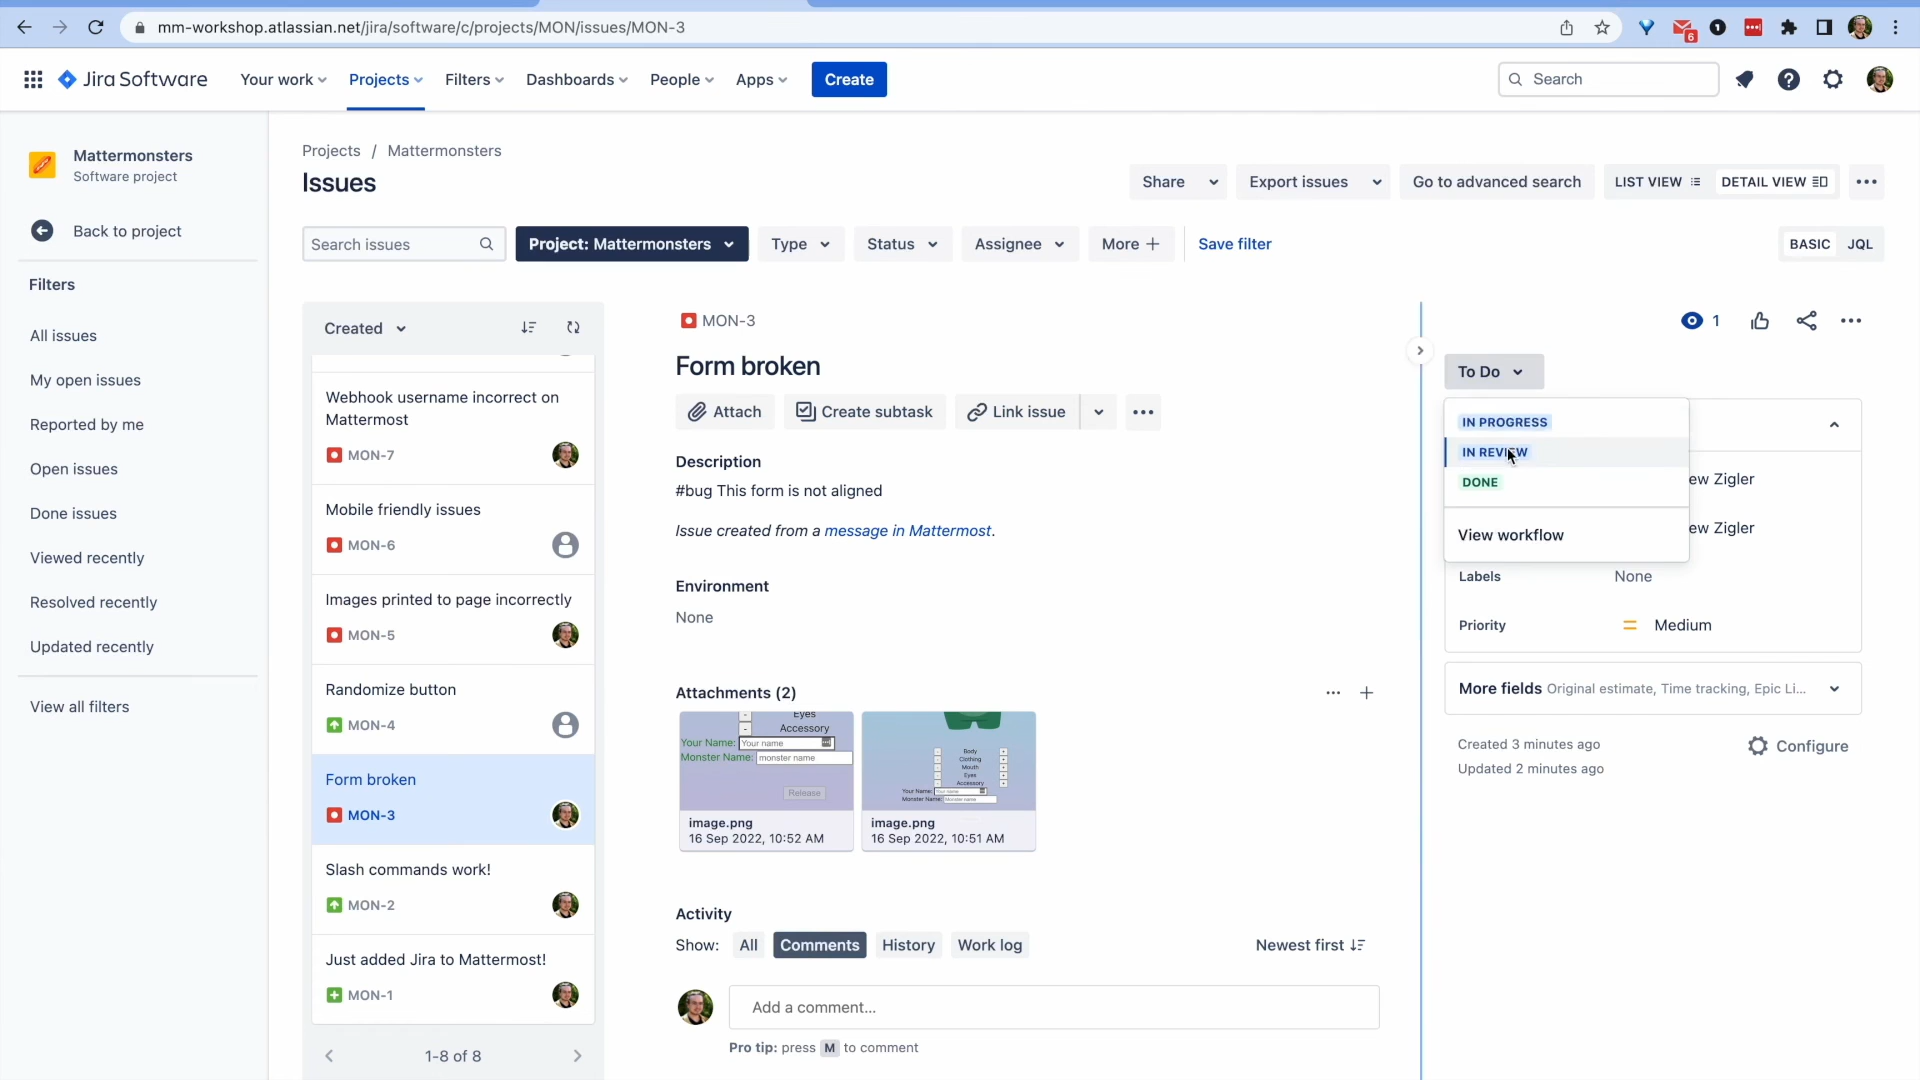 mm-workshop.atlassian.net/jira/software/c/projects/MON/issues/MON-3
6
Jira Software
Your work
Projects
Filters
Dashboards
People
Apps
Create
Search
Mattermonsters
Software project
Back to project
Filters
All issues
My open issues
Reported by me
Open issues
Done issues
Viewed recently
Resolved recently
Updated recently
View all filters
Projects / Mattermonsters
Issues
Share
Export issues
Go to advanced search
LIST VIEW
DETAIL VIEW
Search issues
Project: Mattermonsters
Type
Status
Assignee
More
Save filter
BASIC
JQL
Created
Webhook username incorrect on
Mattermost
MON-7
Mobile friendly issues
MON-6
Images printed to page incorrectly
MON-5
Randomize button
MON-4
Form broken
MON-3
Slash commands work!
MON-2
Just added Jira to Mattermost!
MON-1
1-8 of 8
MON-3
Form broken
Attach
Create subtask
Link issue
Description
#bug This form is not aligned
Issue created from a message in Mattermost.
Environment
None
Attachments (2)
Eyes
Accessory
Your Name: Your name
Monster Name: monster name
Release
image.png
16 Sep 2022, 10:52 AM
Body
Clothing
Mouth
Eyes
Accessory
Your Name: Your name
Monster Name: Monster name
image.png
16 Sep 2022, 10:51 AM
Activity
Show:
All
Comments
History
Work log
Newest first
Add a comment...
Pro tip: press M to comment
1
To Do
IN PROGRESS
IN REVIEW
DONE
View workflow
ew Zigler
ew Zigler
Labels
None
Priority
Medium
More fields Original estimate, Time tracking, Epic Li...
Created 3 minutes ago
Updated 2 minutes ago
Configure